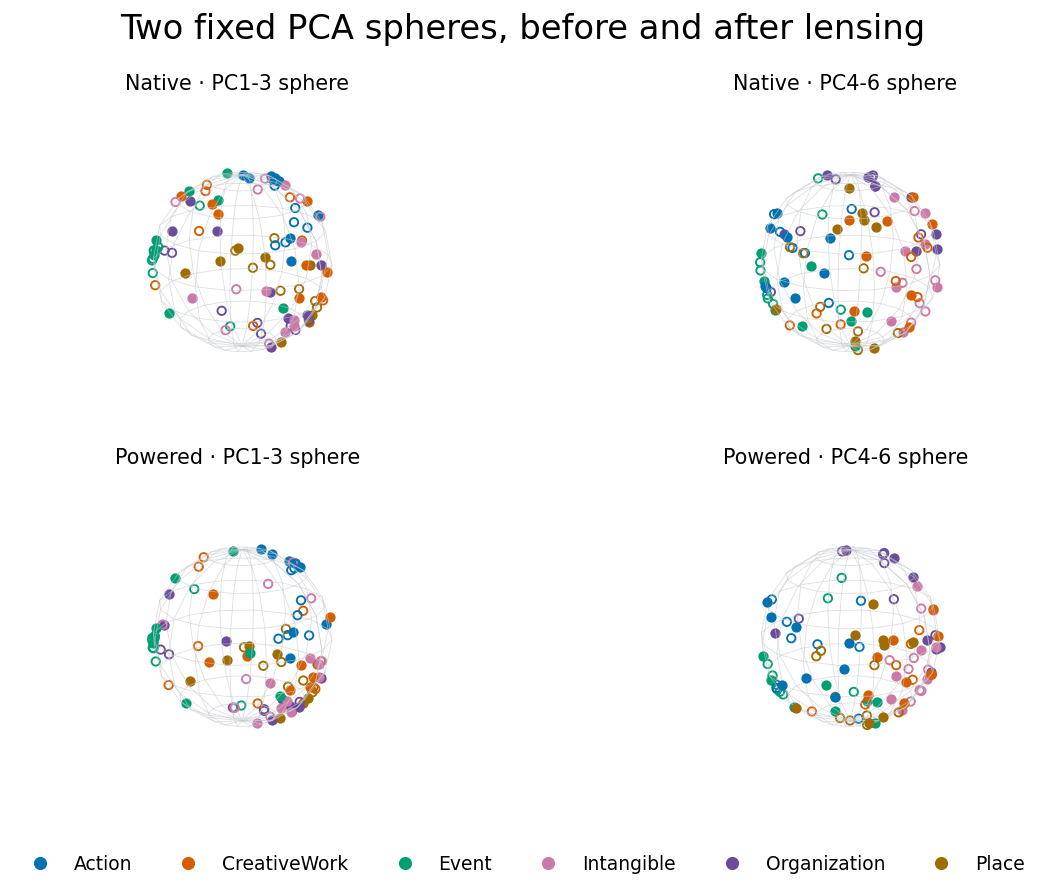 Two fixed PCA spheres, before and after lensing
Native · PC1-3 sphere
Native · PC4-6 sphere
Powered · PC1-3 sphere
Powered · PC4-6 sphere
Action
CreativeWork
Event
Intangible
Organization
Place